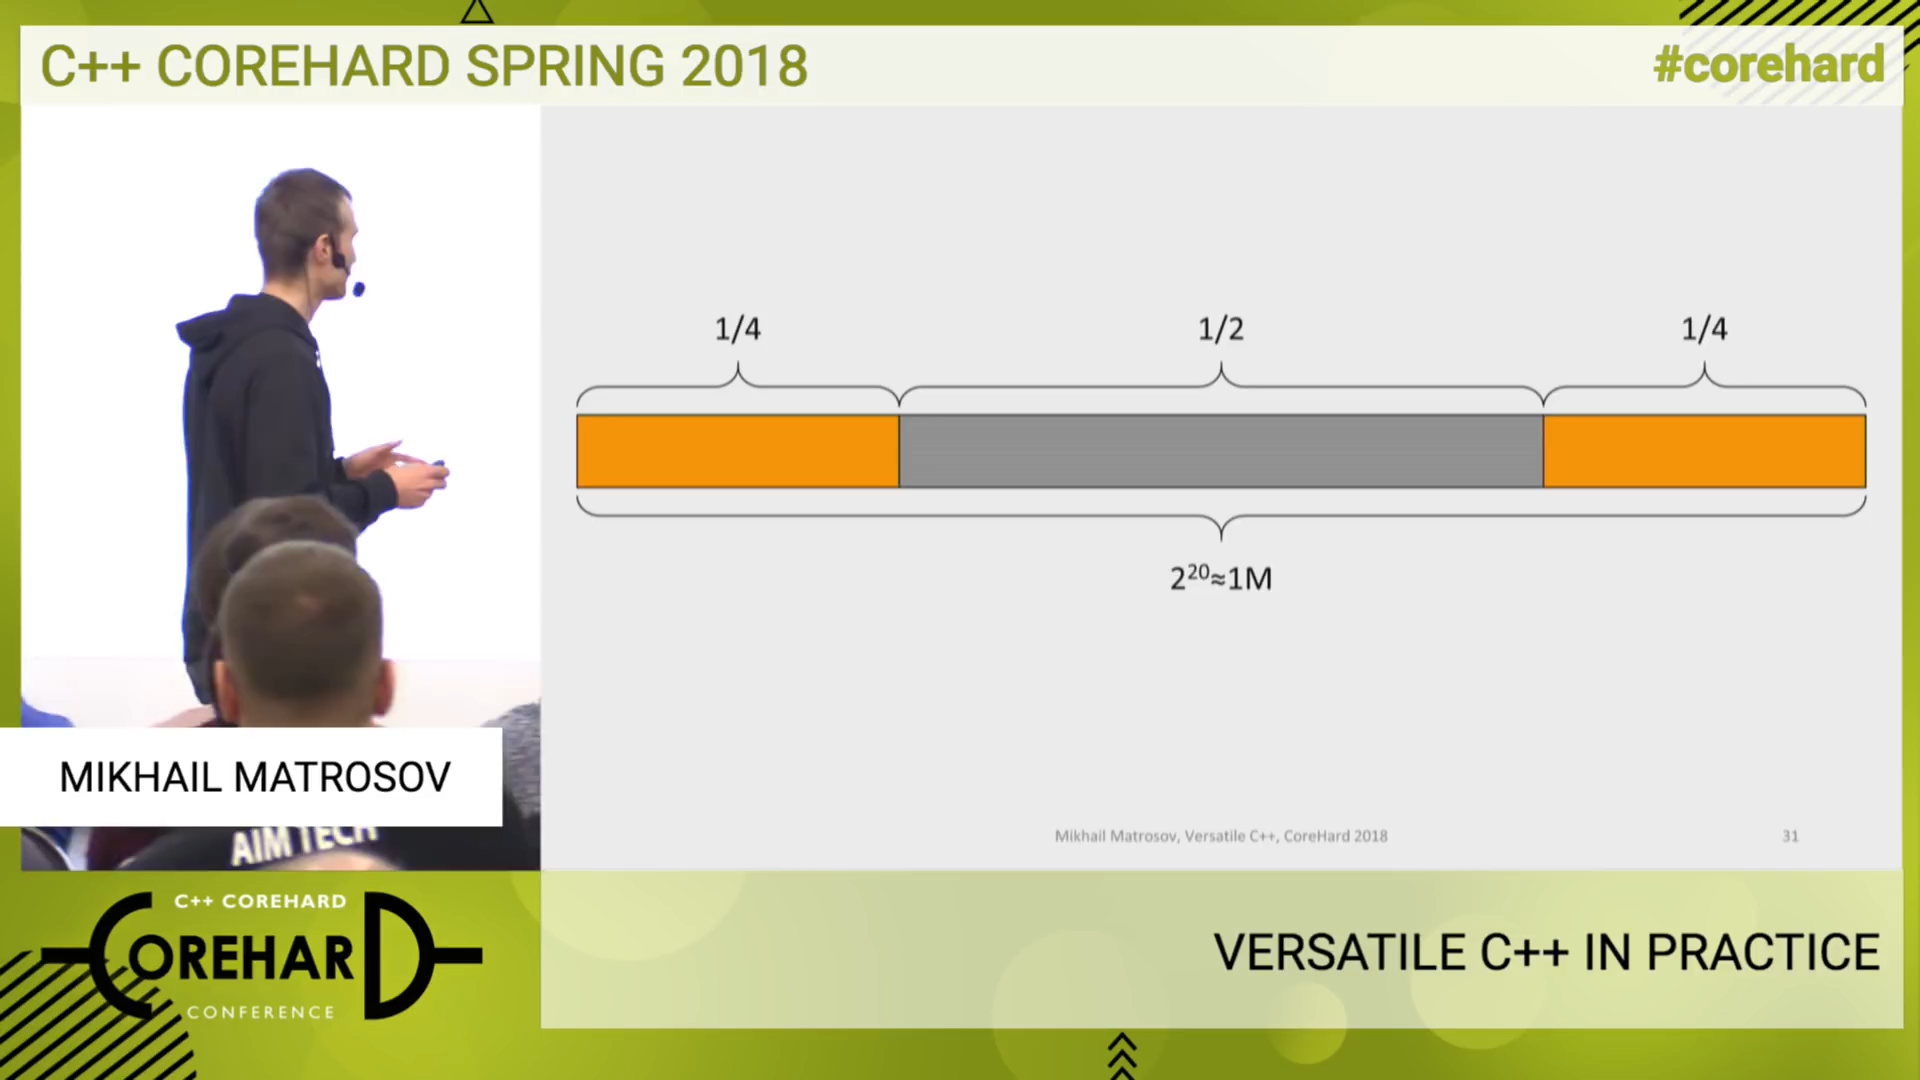 C++ COREHARD SPRING 2018
#corehard
1/4
1/2
1/4
2²⁰≈1M
Mikhail Matrosov, Versatile C++, CoreHard 2018
31
MIKHAIL MATROSOV
AIM TECH
C++ COREHARD
COREHARD
CONFERENCE
VERSATILE C++ IN PRACTICE